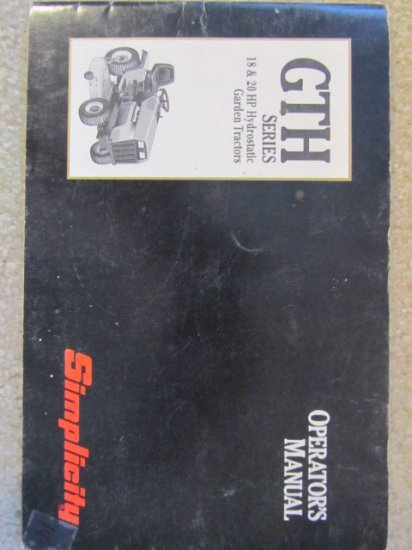 GTH
SERIES
18 & 20 HP Hydrostatic
Garden Tractors
OPERATOR'S
MANUAL
Simplicity